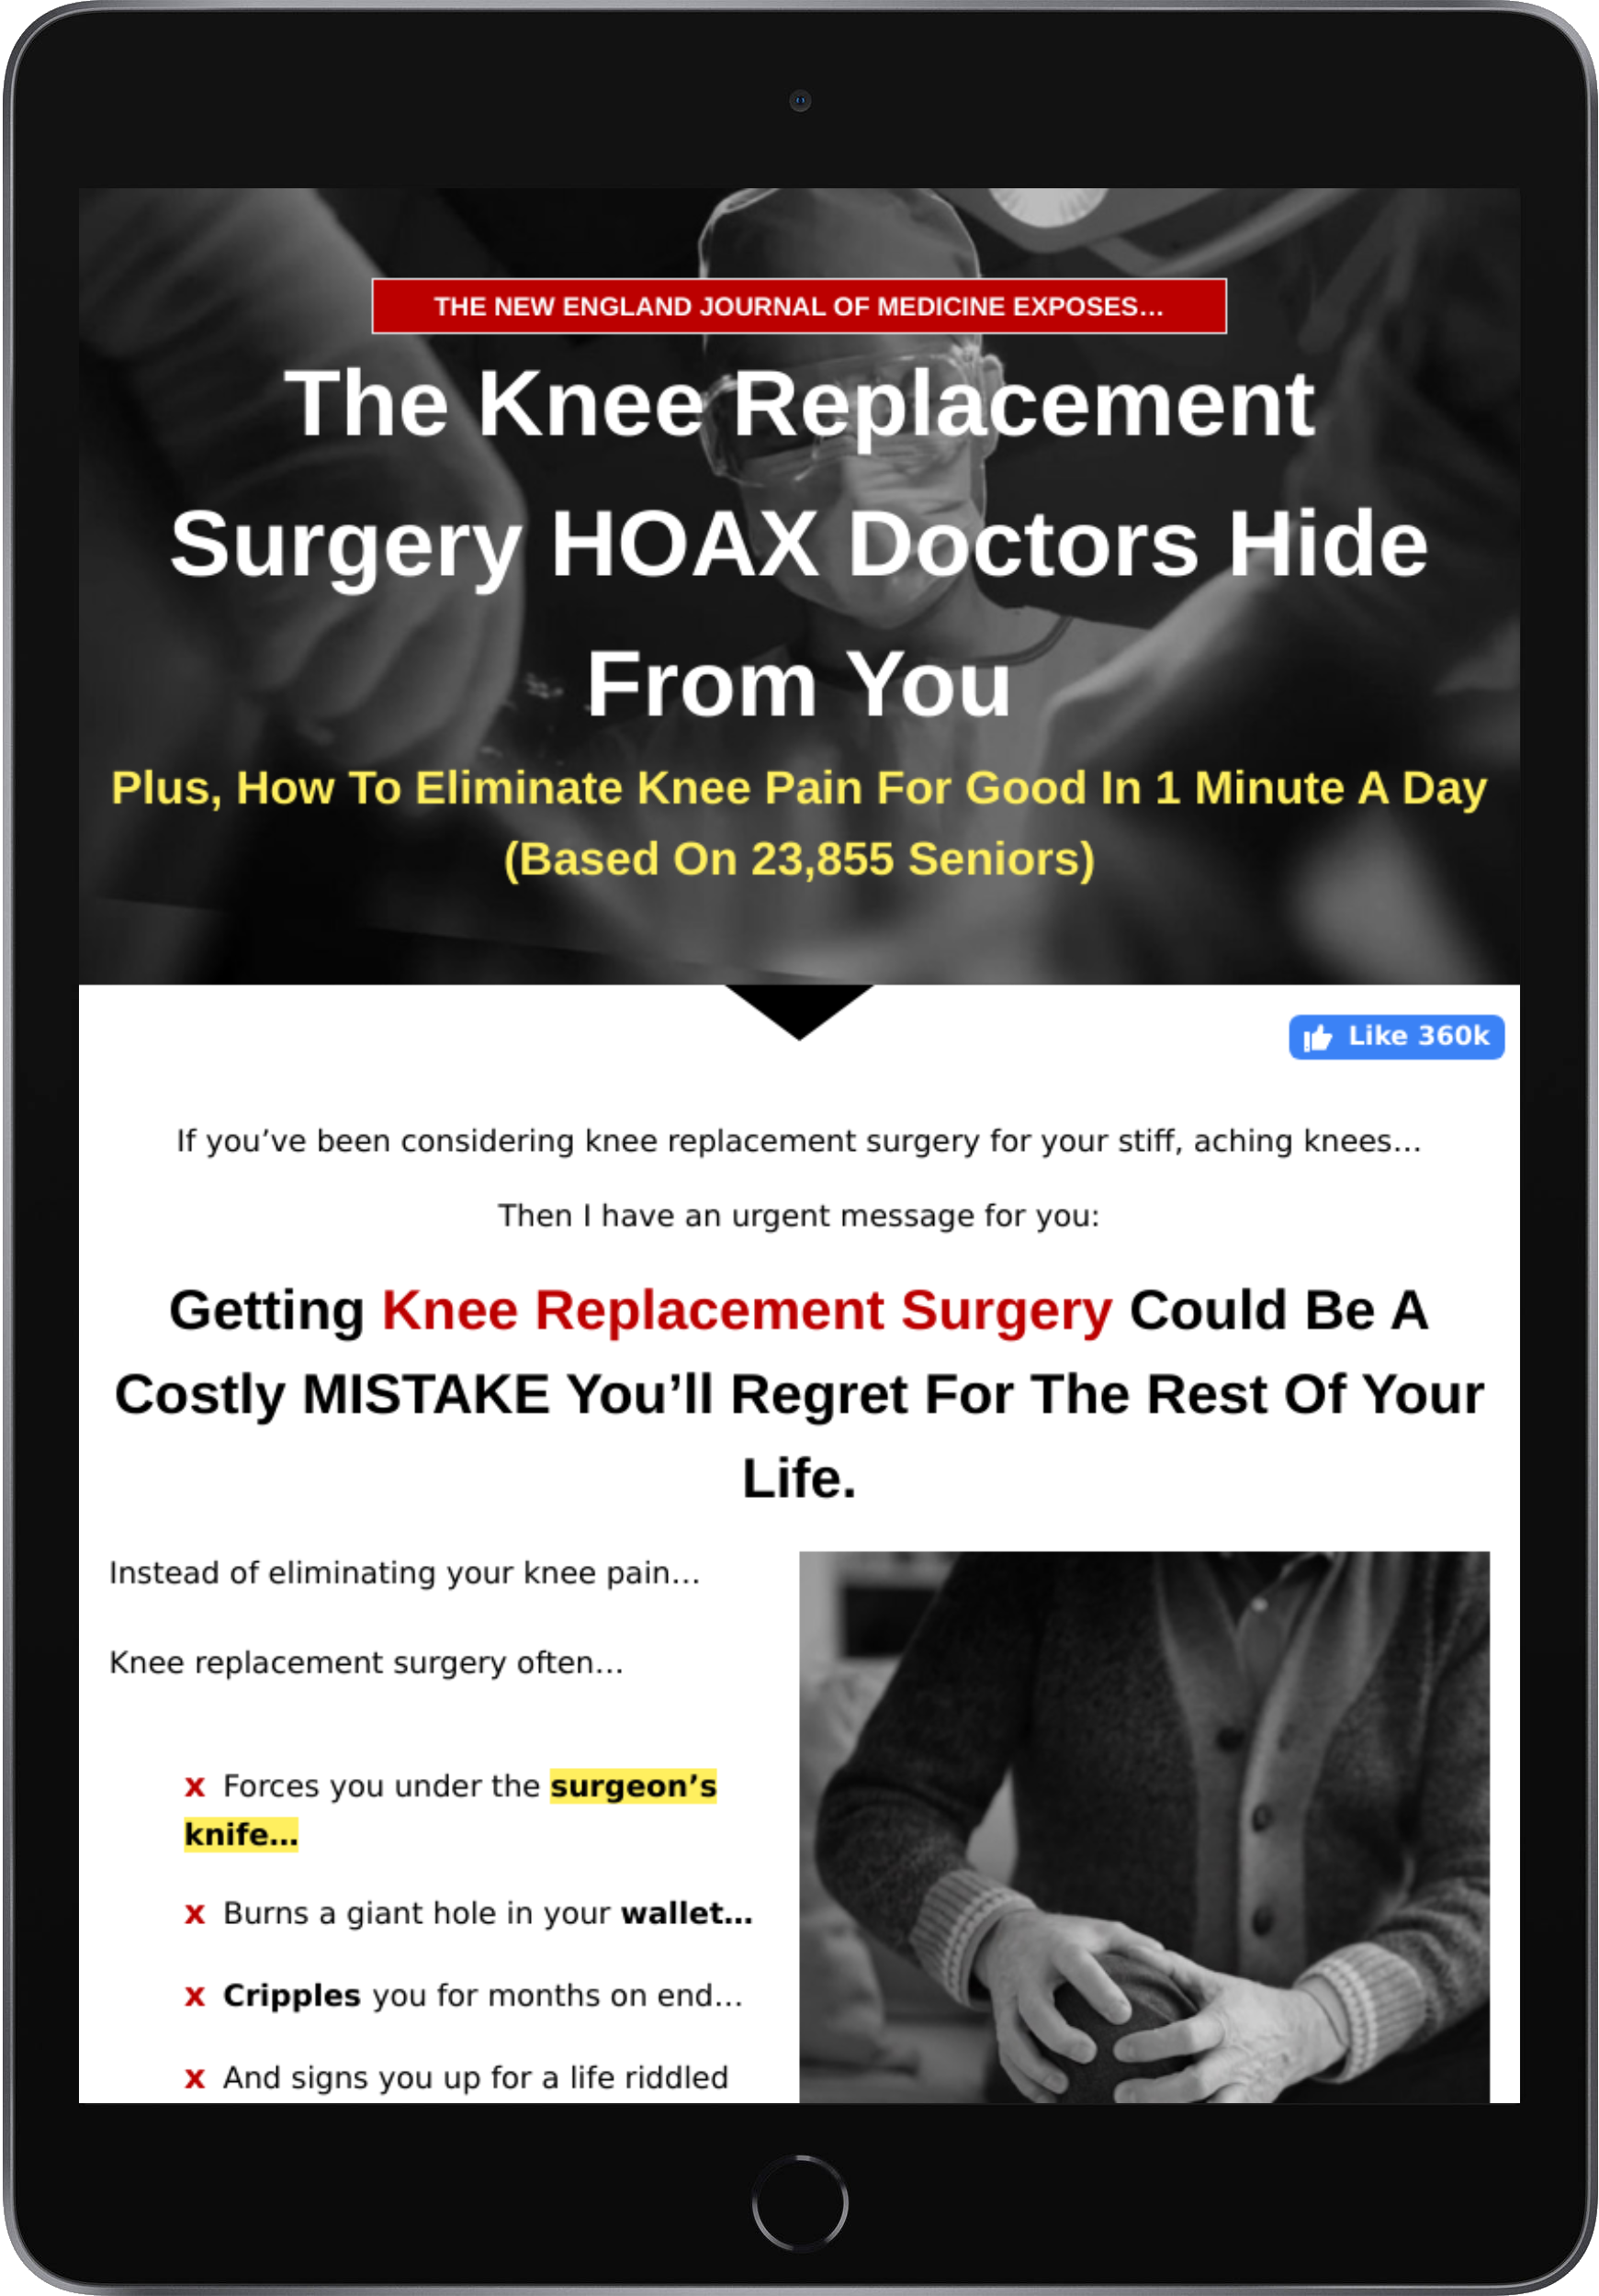 THE NEW ENGLAND JOURNAL OF MEDICINE EXPOSES...
The Knee Replacement
Surgery HOAX Doctors Hide
From You
Plus, How To Eliminate Knee Pain For Good In 1 Minute A Day
(Based On 23,855 Seniors)
Like 360k
If you’ve been considering knee replacement surgery for your stiff, aching knees...
Then I have an urgent message for you:
Getting Knee Replacement Surgery Could Be A
Costly MISTAKE You’ll Regret For The Rest Of Your
Life.
Instead of eliminating your knee pain...
Knee replacement surgery often...
x Forces you under the surgeon’s
knife...
x Burns a giant hole in your wallet...
x Cripples you for months on end...
x And signs you up for a life riddled